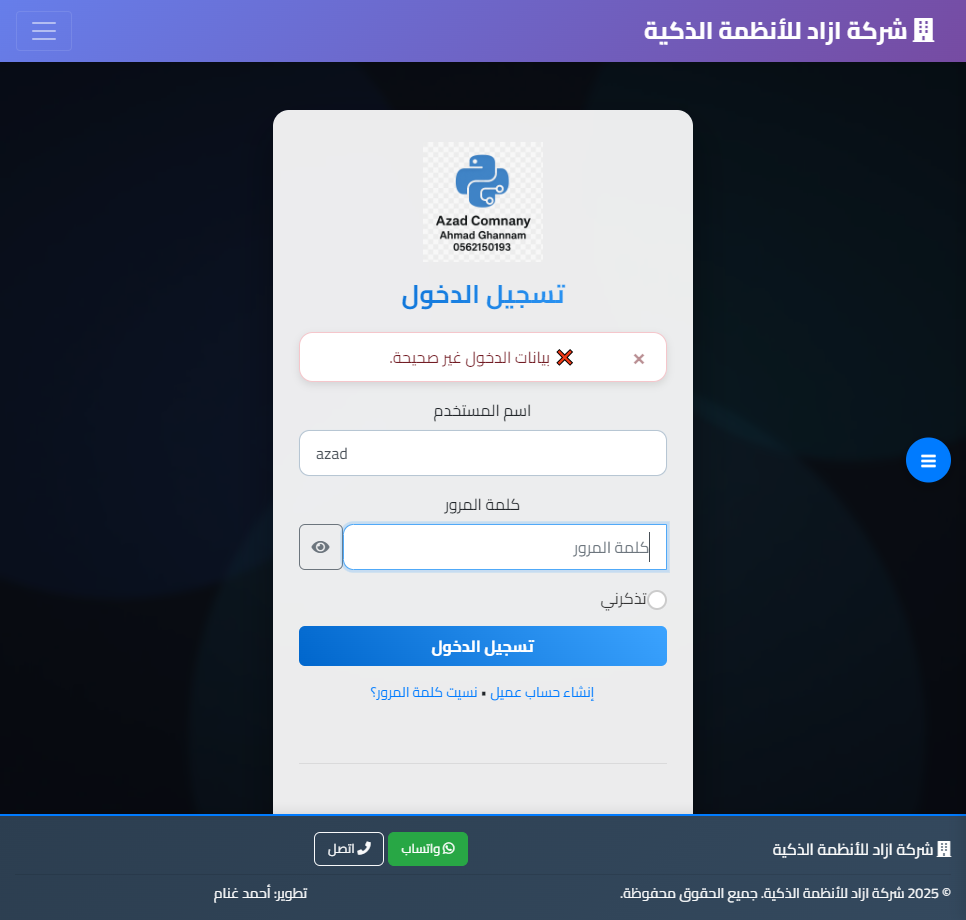 شركة ازاد للأنظمة الذكية
Azad Comnany
Ahmad Ghannam
0562150193
تسجيل الدخول
❌ بيانات الدخول غير صحيحة. ×
اسم المستخدم
azad
كلمة المرور
كلمة المرور
تذكرني
تسجيل الدخول
إنشاء حساب عميل • نسيت كلمة المرور؟
شركة ازاد للأنظمة الذكية
واتساب
اتصل
© 2025 شركة ازاد للأنظمة الذكية. جميع الحقوق محفوظة.
تطوير: أحمد غنام